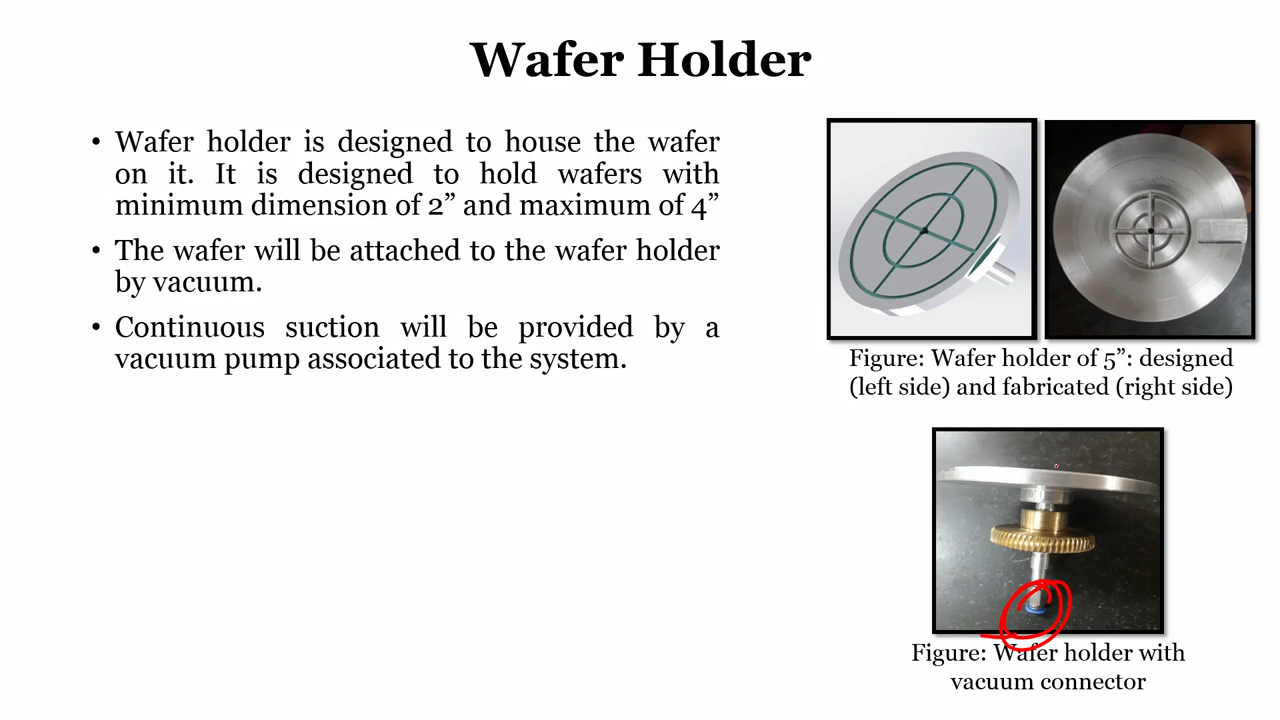 Wafer Holder
• Wafer holder is designed to house the wafer
on it. It is designed to hold wafers with
minimum dimension of 2” and maximum of 4”
• The wafer will be attached to the wafer holder
by vacuum.
• Continuous suction will be provided by a
vacuum pump associated to the system.
Figure: Wafer holder of 5”: designed
(left side) and fabricated (right side)
Figure: Wafer holder with
vacuum connector